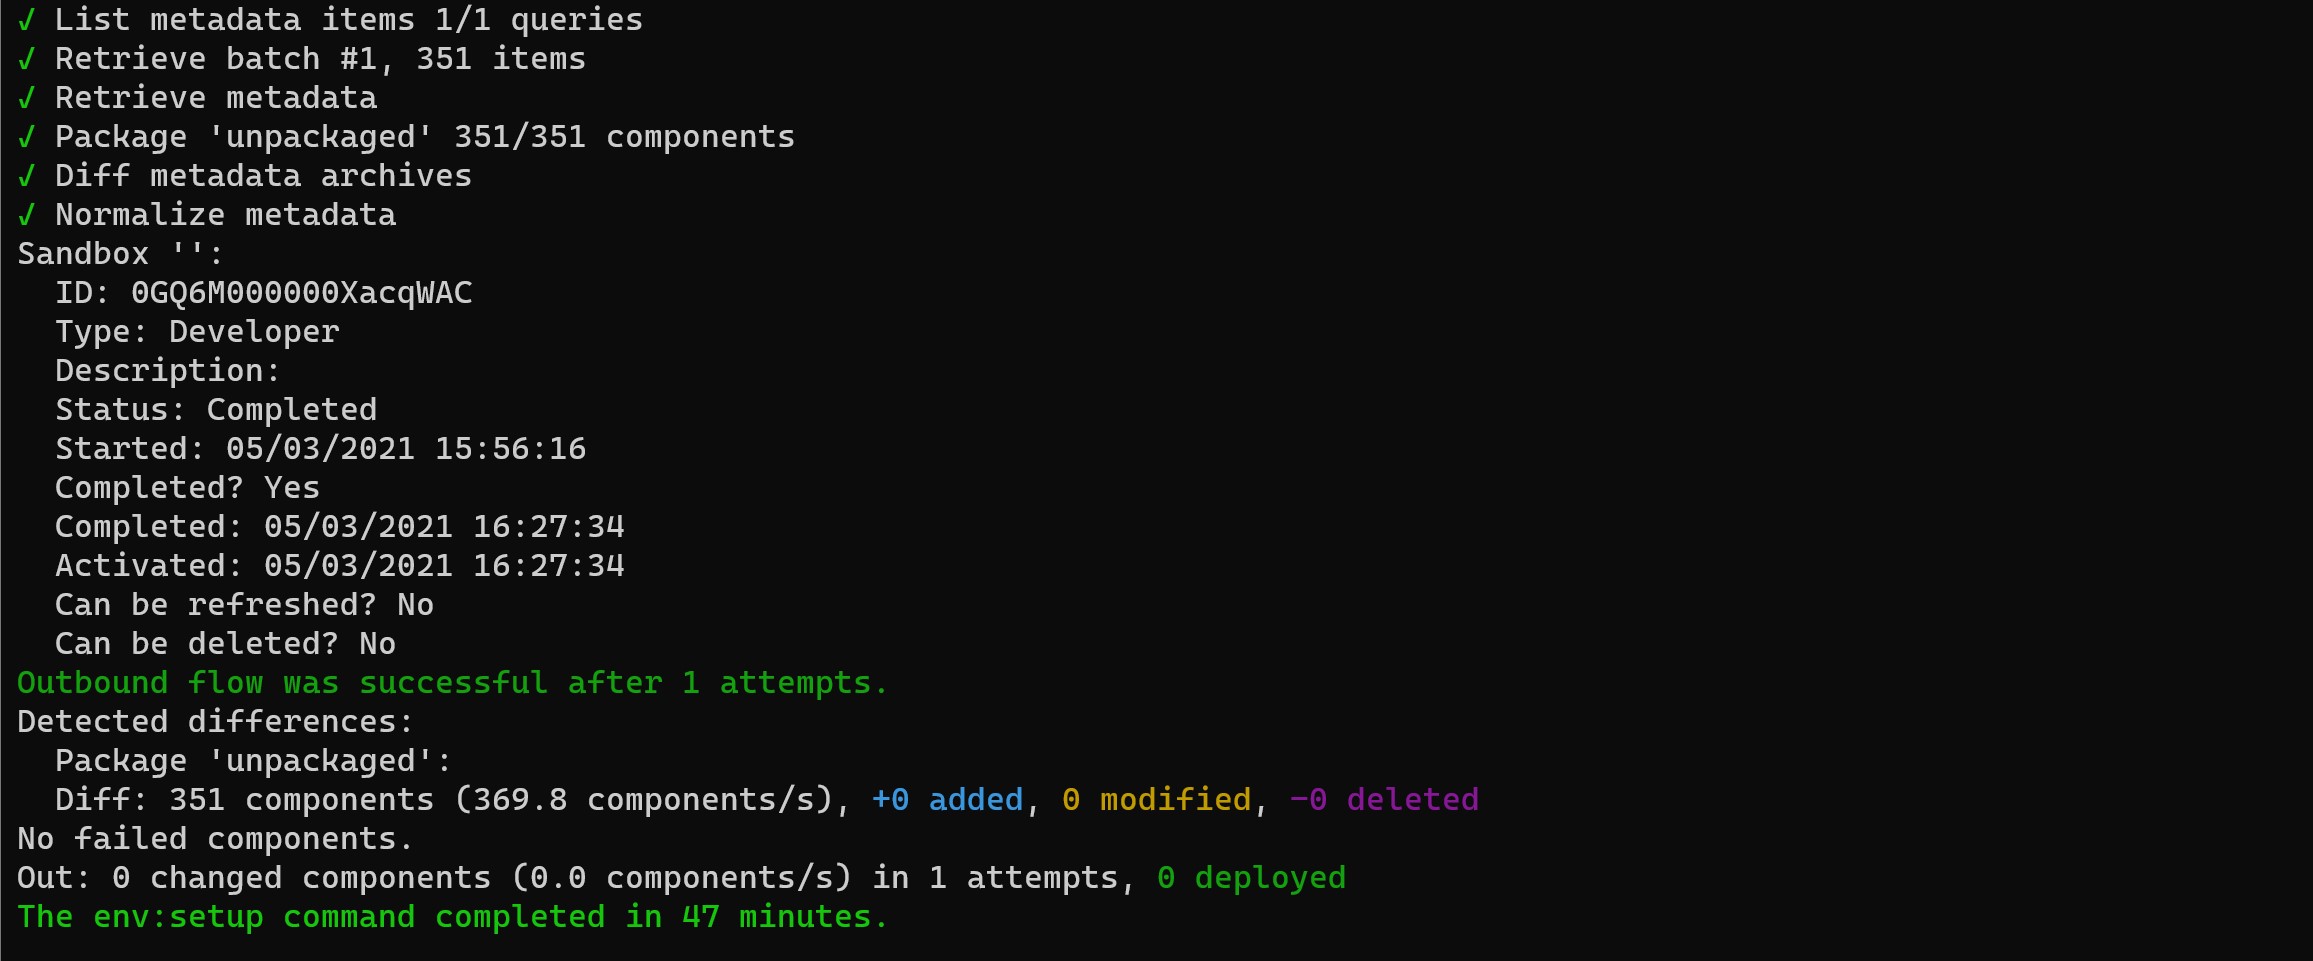 √ List metadata items 1/1 queries
√ Retrieve batch #1, 351 items
√ Retrieve metadata
√ Package 'unpackaged' 351/351 components
√ Diff metadata archives
√ Normalize metadata
Sandbox '':
  ID: 0GQ6M000000XacqWAC
  Type: Developer
  Description:
  Status: Completed
  Started: 05/03/2021 15:56:16
  Completed? Yes
  Completed: 05/03/2021 16:27:34
  Activated: 05/03/2021 16:27:34
  Can be refreshed? No
  Can be deleted? No
Outbound flow was successful after 1 attempts.
Detected differences:
  Package 'unpackaged':
  Diff: 351 components (369.8 components/s), +0 added, 0 modified, −0 deleted
No failed components.
Out: 0 changed components (0.0 components/s) in 1 attempts, 0 deployed
The env:setup command completed in 47 minutes.